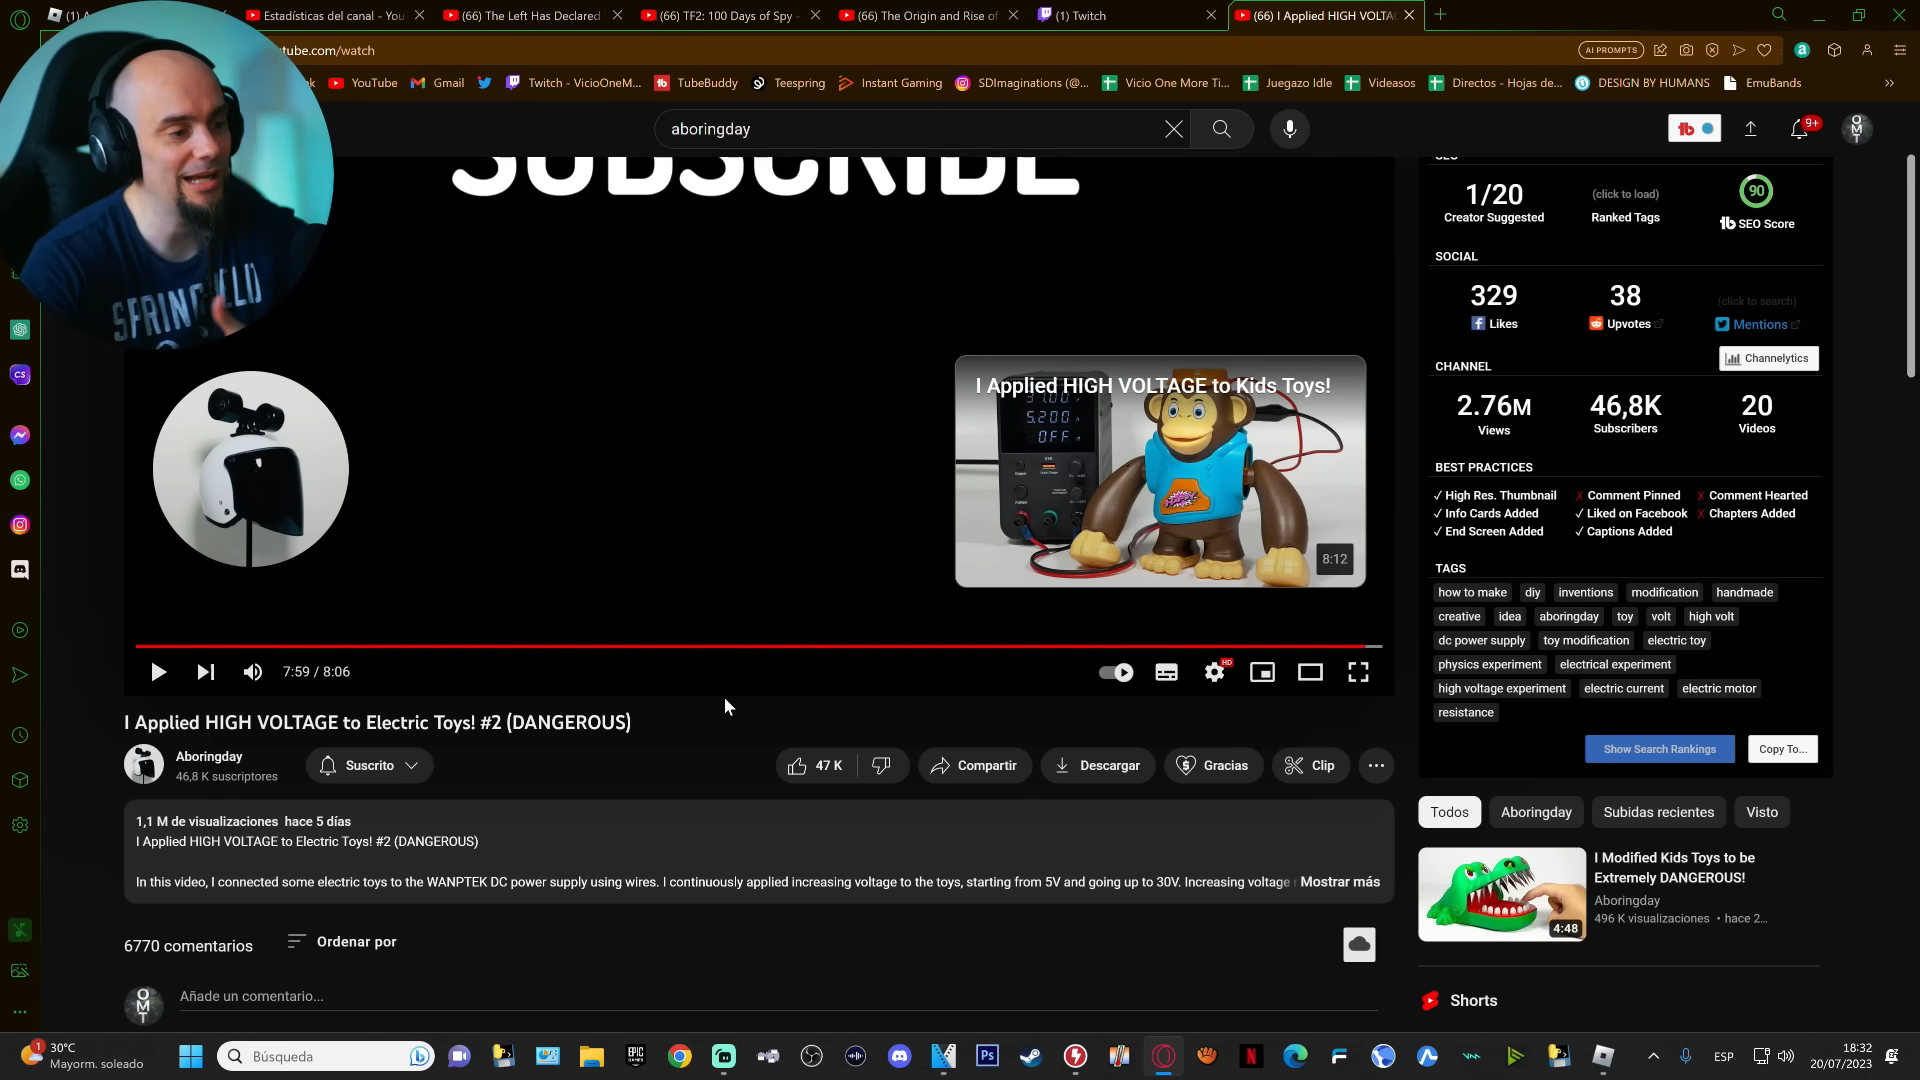 Estadísticas del canal - You
(66) The Left Has Declared
(66) TF2: 100 Days of Spy -
(66) The Origin and Rise of
(1) Twitch
(66) I Applied HIGH VOLTA
tube.com/watch
AI PROMPTS
YouTube
Gmail
Twitch - VicioOneM...
TubeBuddy
Teespring
Instant Gaming
SDImaginations (@...
Vicio One More Ti...
Juegazo Idle
Videasos
Directos - Hojas de...
DESIGN BY HUMANS
EmuBands
aboringday
9+
OMT
SUBSCRIBE
SEO
1/20
Creator Suggested
(click to load)
Ranked Tags
90
SEO Score
SOCIAL
329
Likes
38
Upvotes
(click to search)
Mentions
CHANNEL
Channelytics
2.76M
Views
46,8K
Subscribers
20
Videos
BEST PRACTICES
High Res. Thumbnail
Comment Pinned
Comment Hearted
Info Cards Added
Liked on Facebook
Chapters Added
End Screen Added
Captions Added
TAGS
how to make
diy
inventions
modification
handmade
creative
idea
aboringday
toy
volt
high volt
dc power supply
toy modification
electric toy
physics experiment
electrical experiment
high voltage experiment
electric current
electric motor
resistance
Show Search Rankings
Copy To...
SPRINGFIELD
CS
I Applied HIGH VOLTAGE to Kids Toys!
5.200
OFF
8:12
7:59 / 8:06
HD
I Applied HIGH VOLTAGE to Electric Toys! #2 (DANGEROUS)
Aboringday
46,8 K suscriptores
Suscrito
47 K
Compartir
Descargar
Gracias
Clip
1,1 M de visualizaciones hace 5 días
I Applied HIGH VOLTAGE to Electric Toys! #2 (DANGEROUS)
In this video, I connected some electric toys to the WANPTEK DC power supply using wires. I continuously applied increasing voltage to the toys, starting from 5V and going up to 30V. Increasing voltage
Mostrar más
6770 comentarios
Ordenar por
OMT
Añade un comentario...
Todos
Aboringday
Subidas recientes
Visto
I Modified Kids Toys to be
Extremely DANGEROUS!
Aboringday
496 K visualizaciones • hace 2...
4:48
Shorts
1
30°C
Mayorm. soleado
Búsqueda
EPIC
GAMES
Ps
N
ESP
18:32
20/07/2023